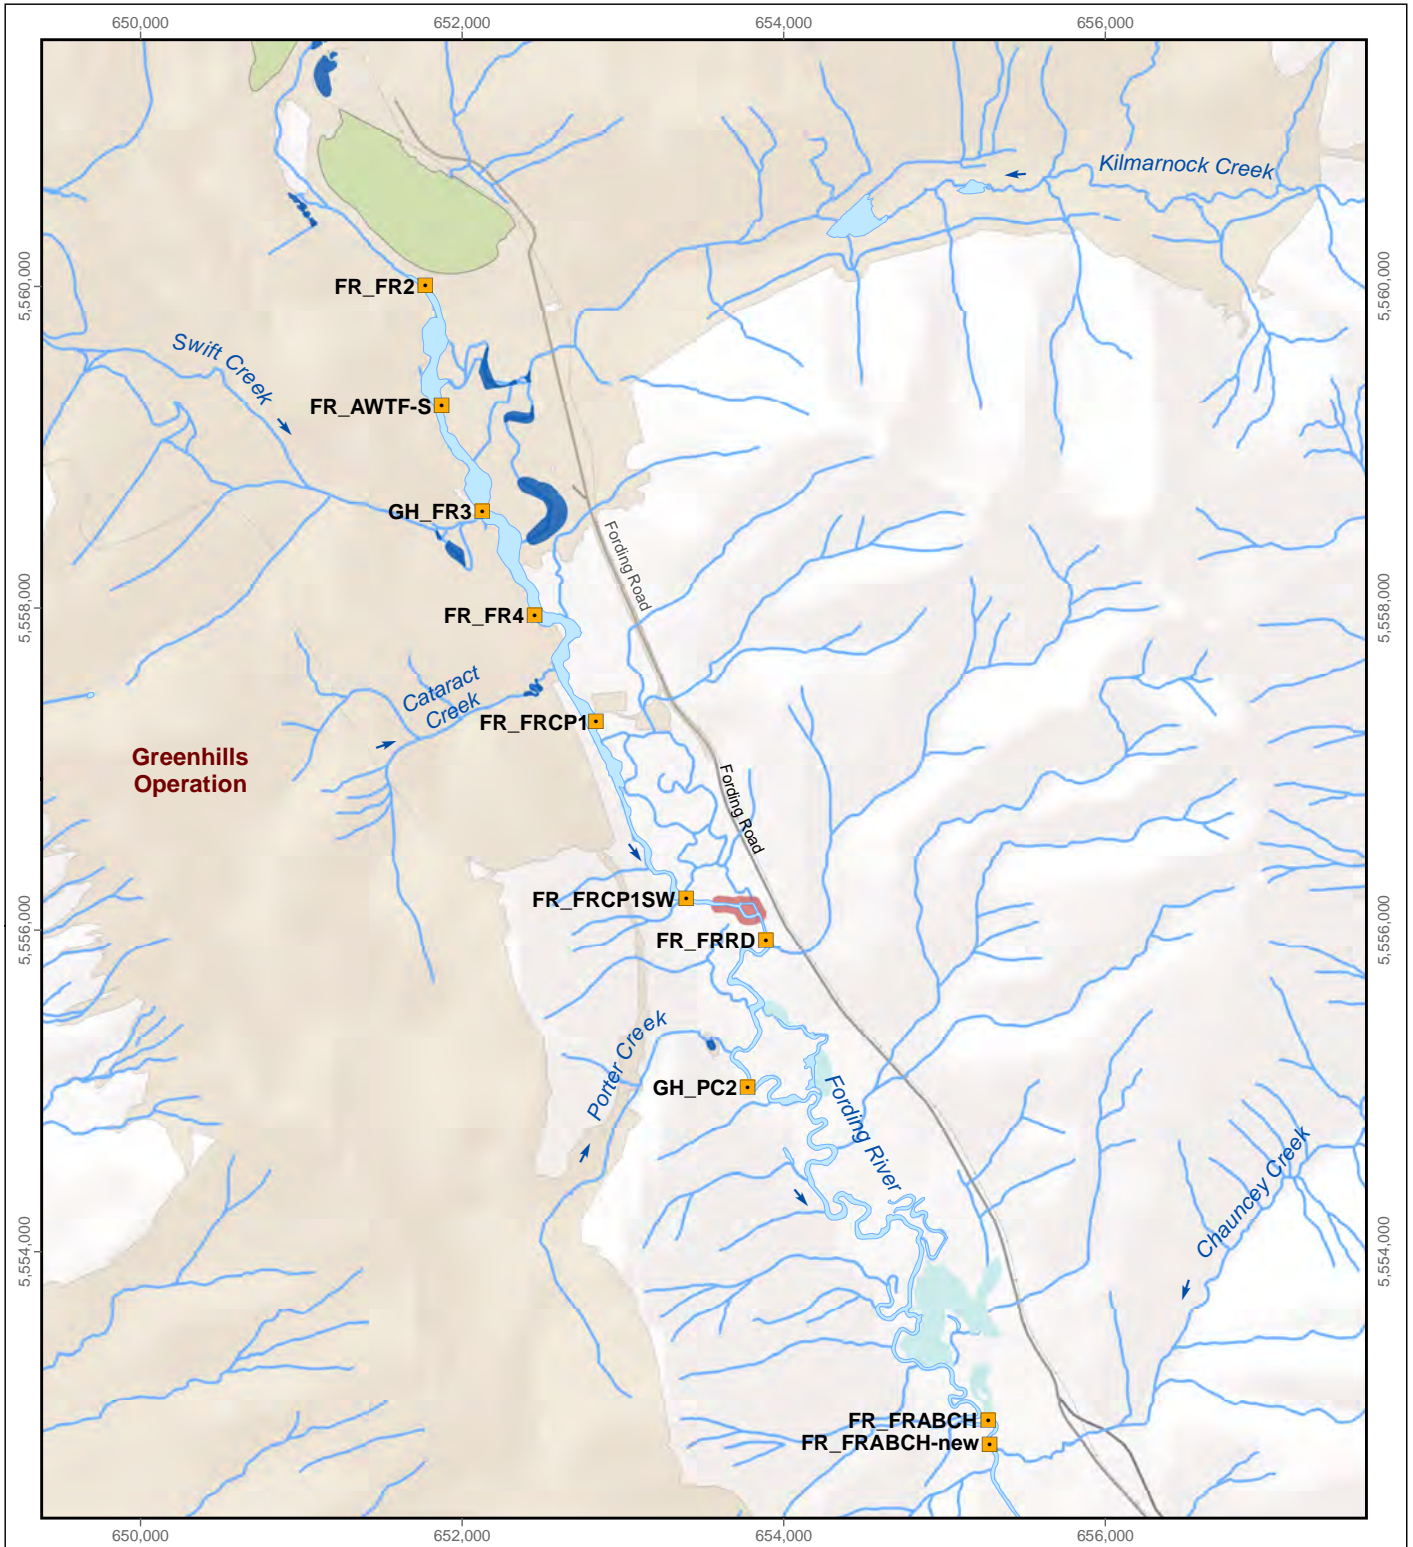 650,000
652,000
654,000
656,000
Kilmarnock Creek
5,560,000
5,560,000
FR_FR2
Swift Creek
FR_AWTF-S
GH_FR3
Fording Road
5,558,000
5,558,000
FR_FR4
Cataract
Creek
FR_FRCP1
Greenhills
Operation
Fording Road
FR_FRCP1SW
5,556,000
5,556,000
FR_FRRD
Porter Creek
GH_PC2
Fording River
Chauncey Creek
5,554,000
5,554,000
FR_FRABCH
FR_FRABCH-new
650,000
652,000
654,000
656,000